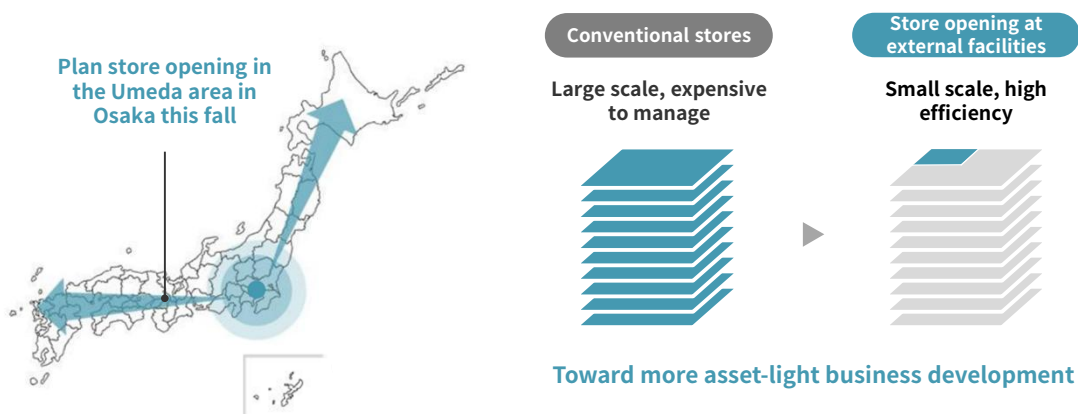 Plan store opening in
the Umeda area in
Osaka this fall
Conventional stores
Large scale, expensive
to manage
Store opening at
external facilities
Small scale, high
efficiency
Toward more asset-light business development